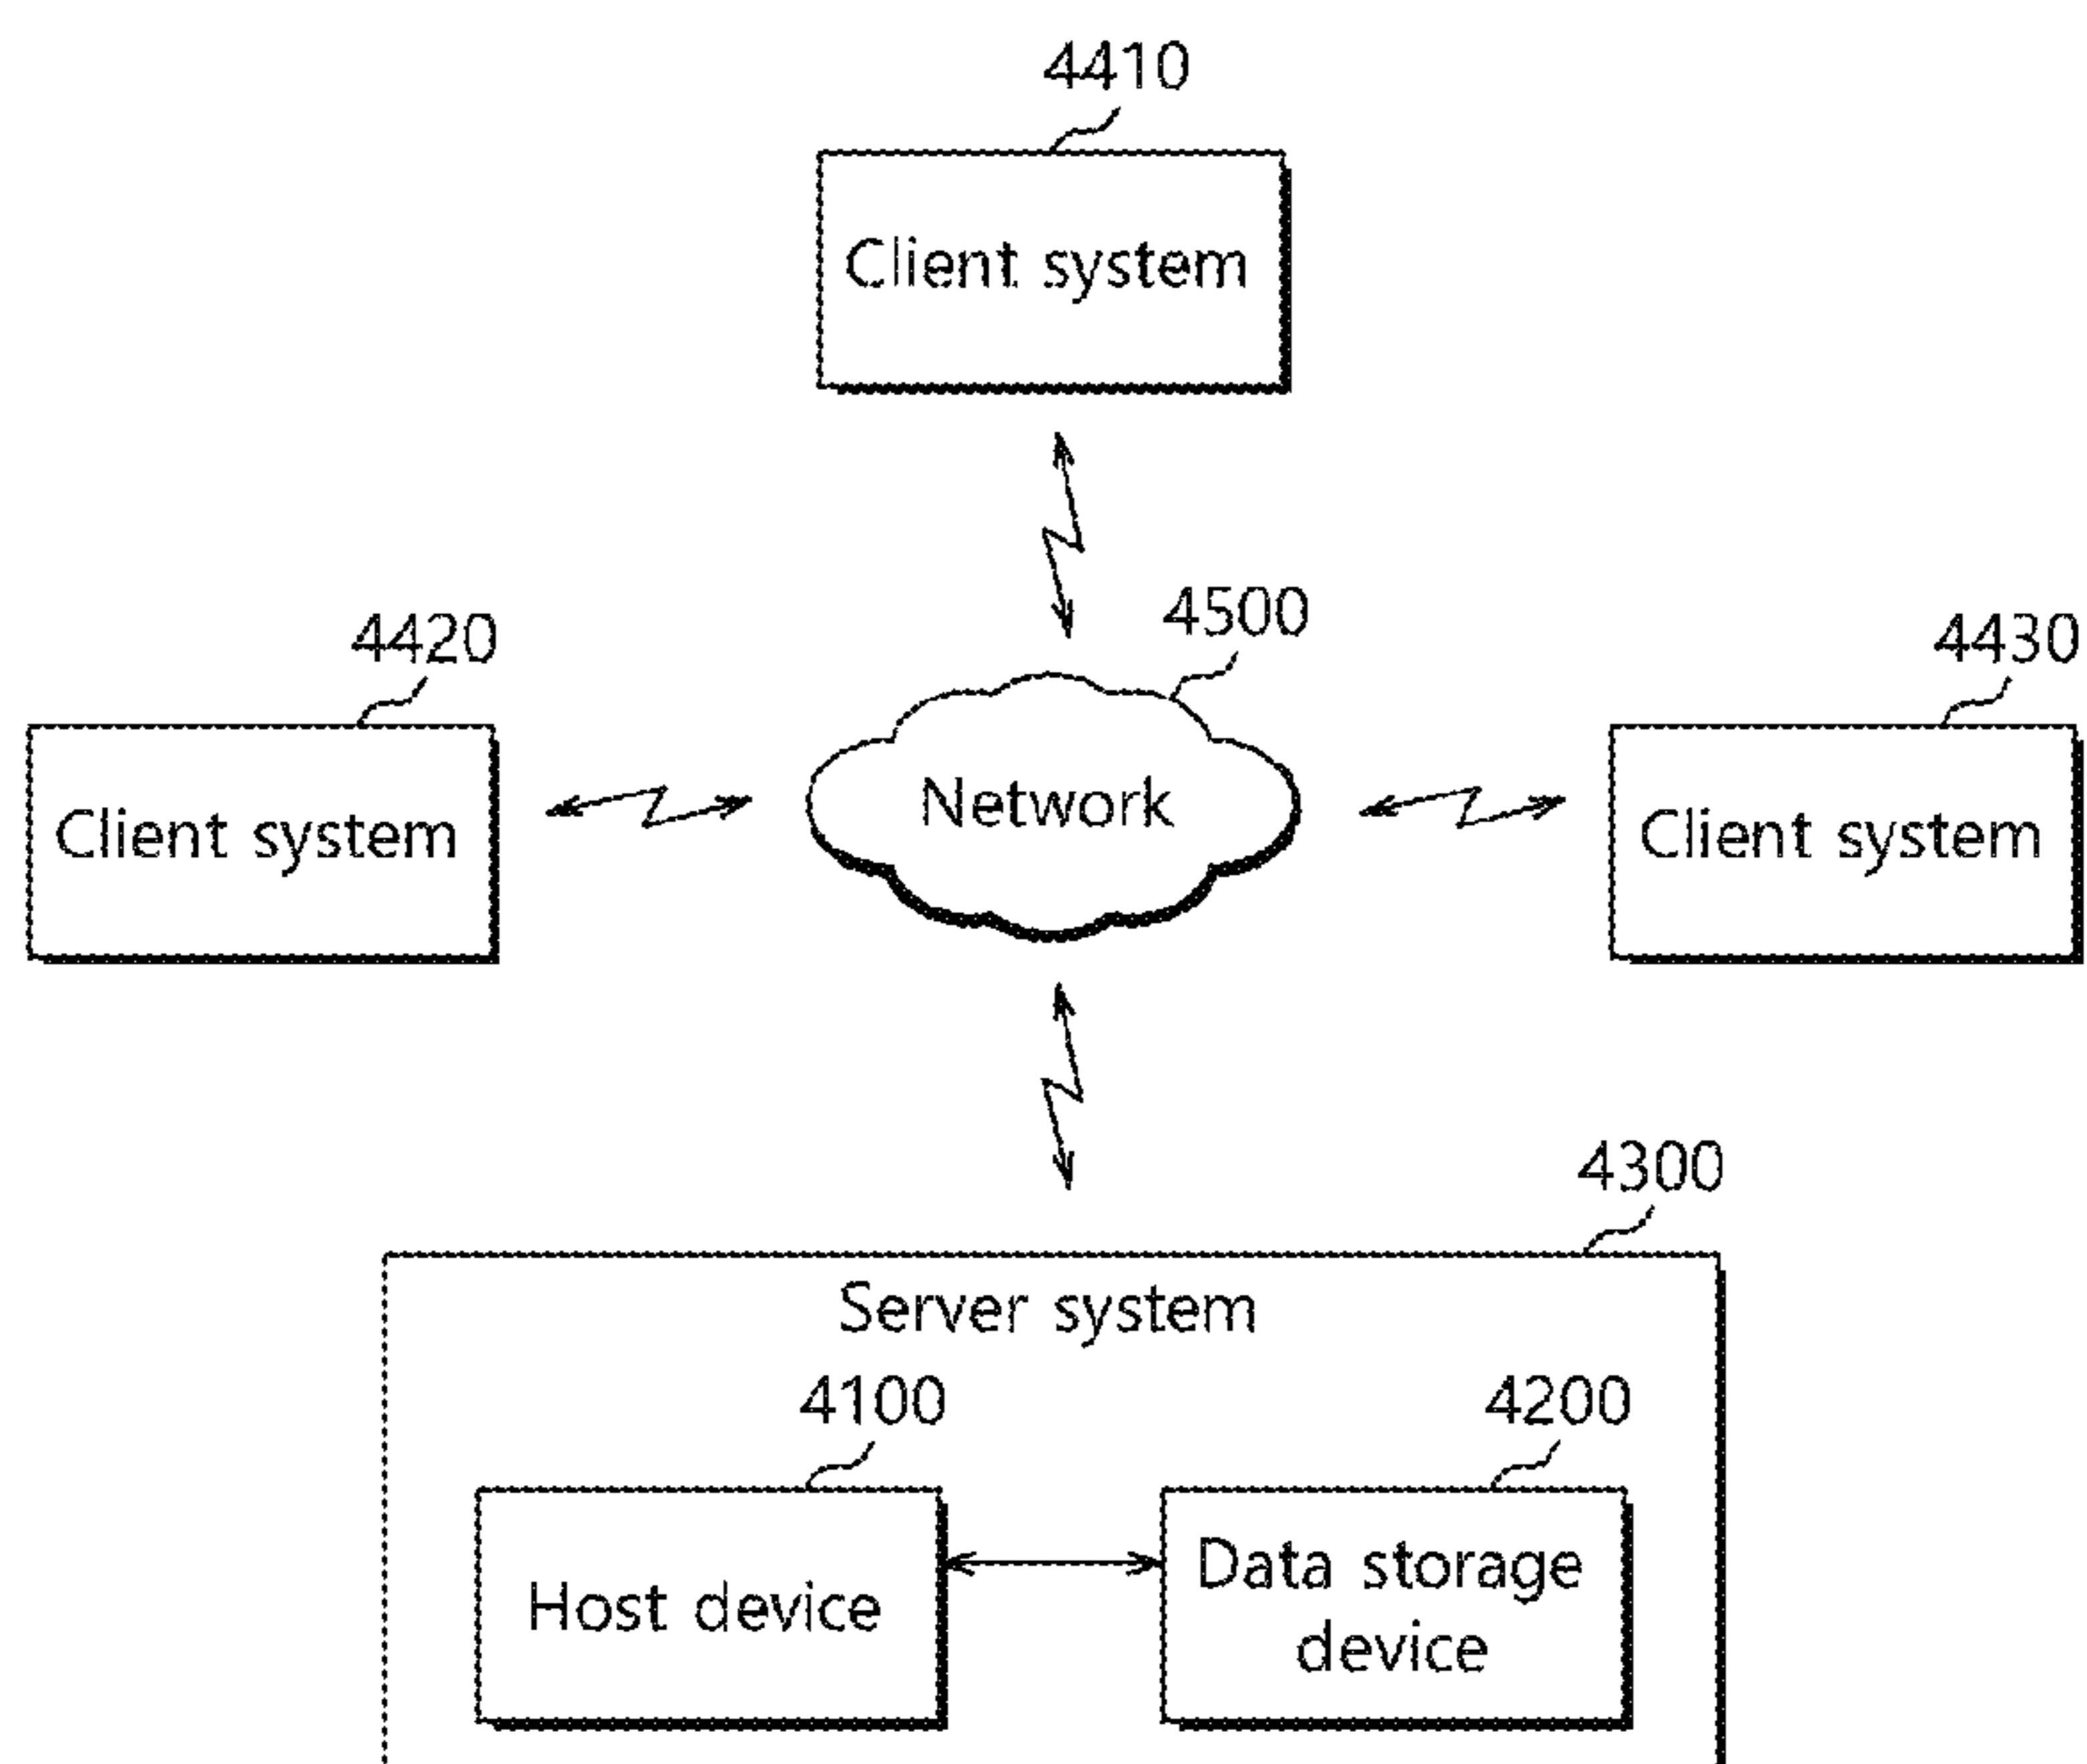 4410
Client system
4500
4420
4430
Client system
Network
Client system
4300
Server system
4100
4200
Host device
Data storage
device